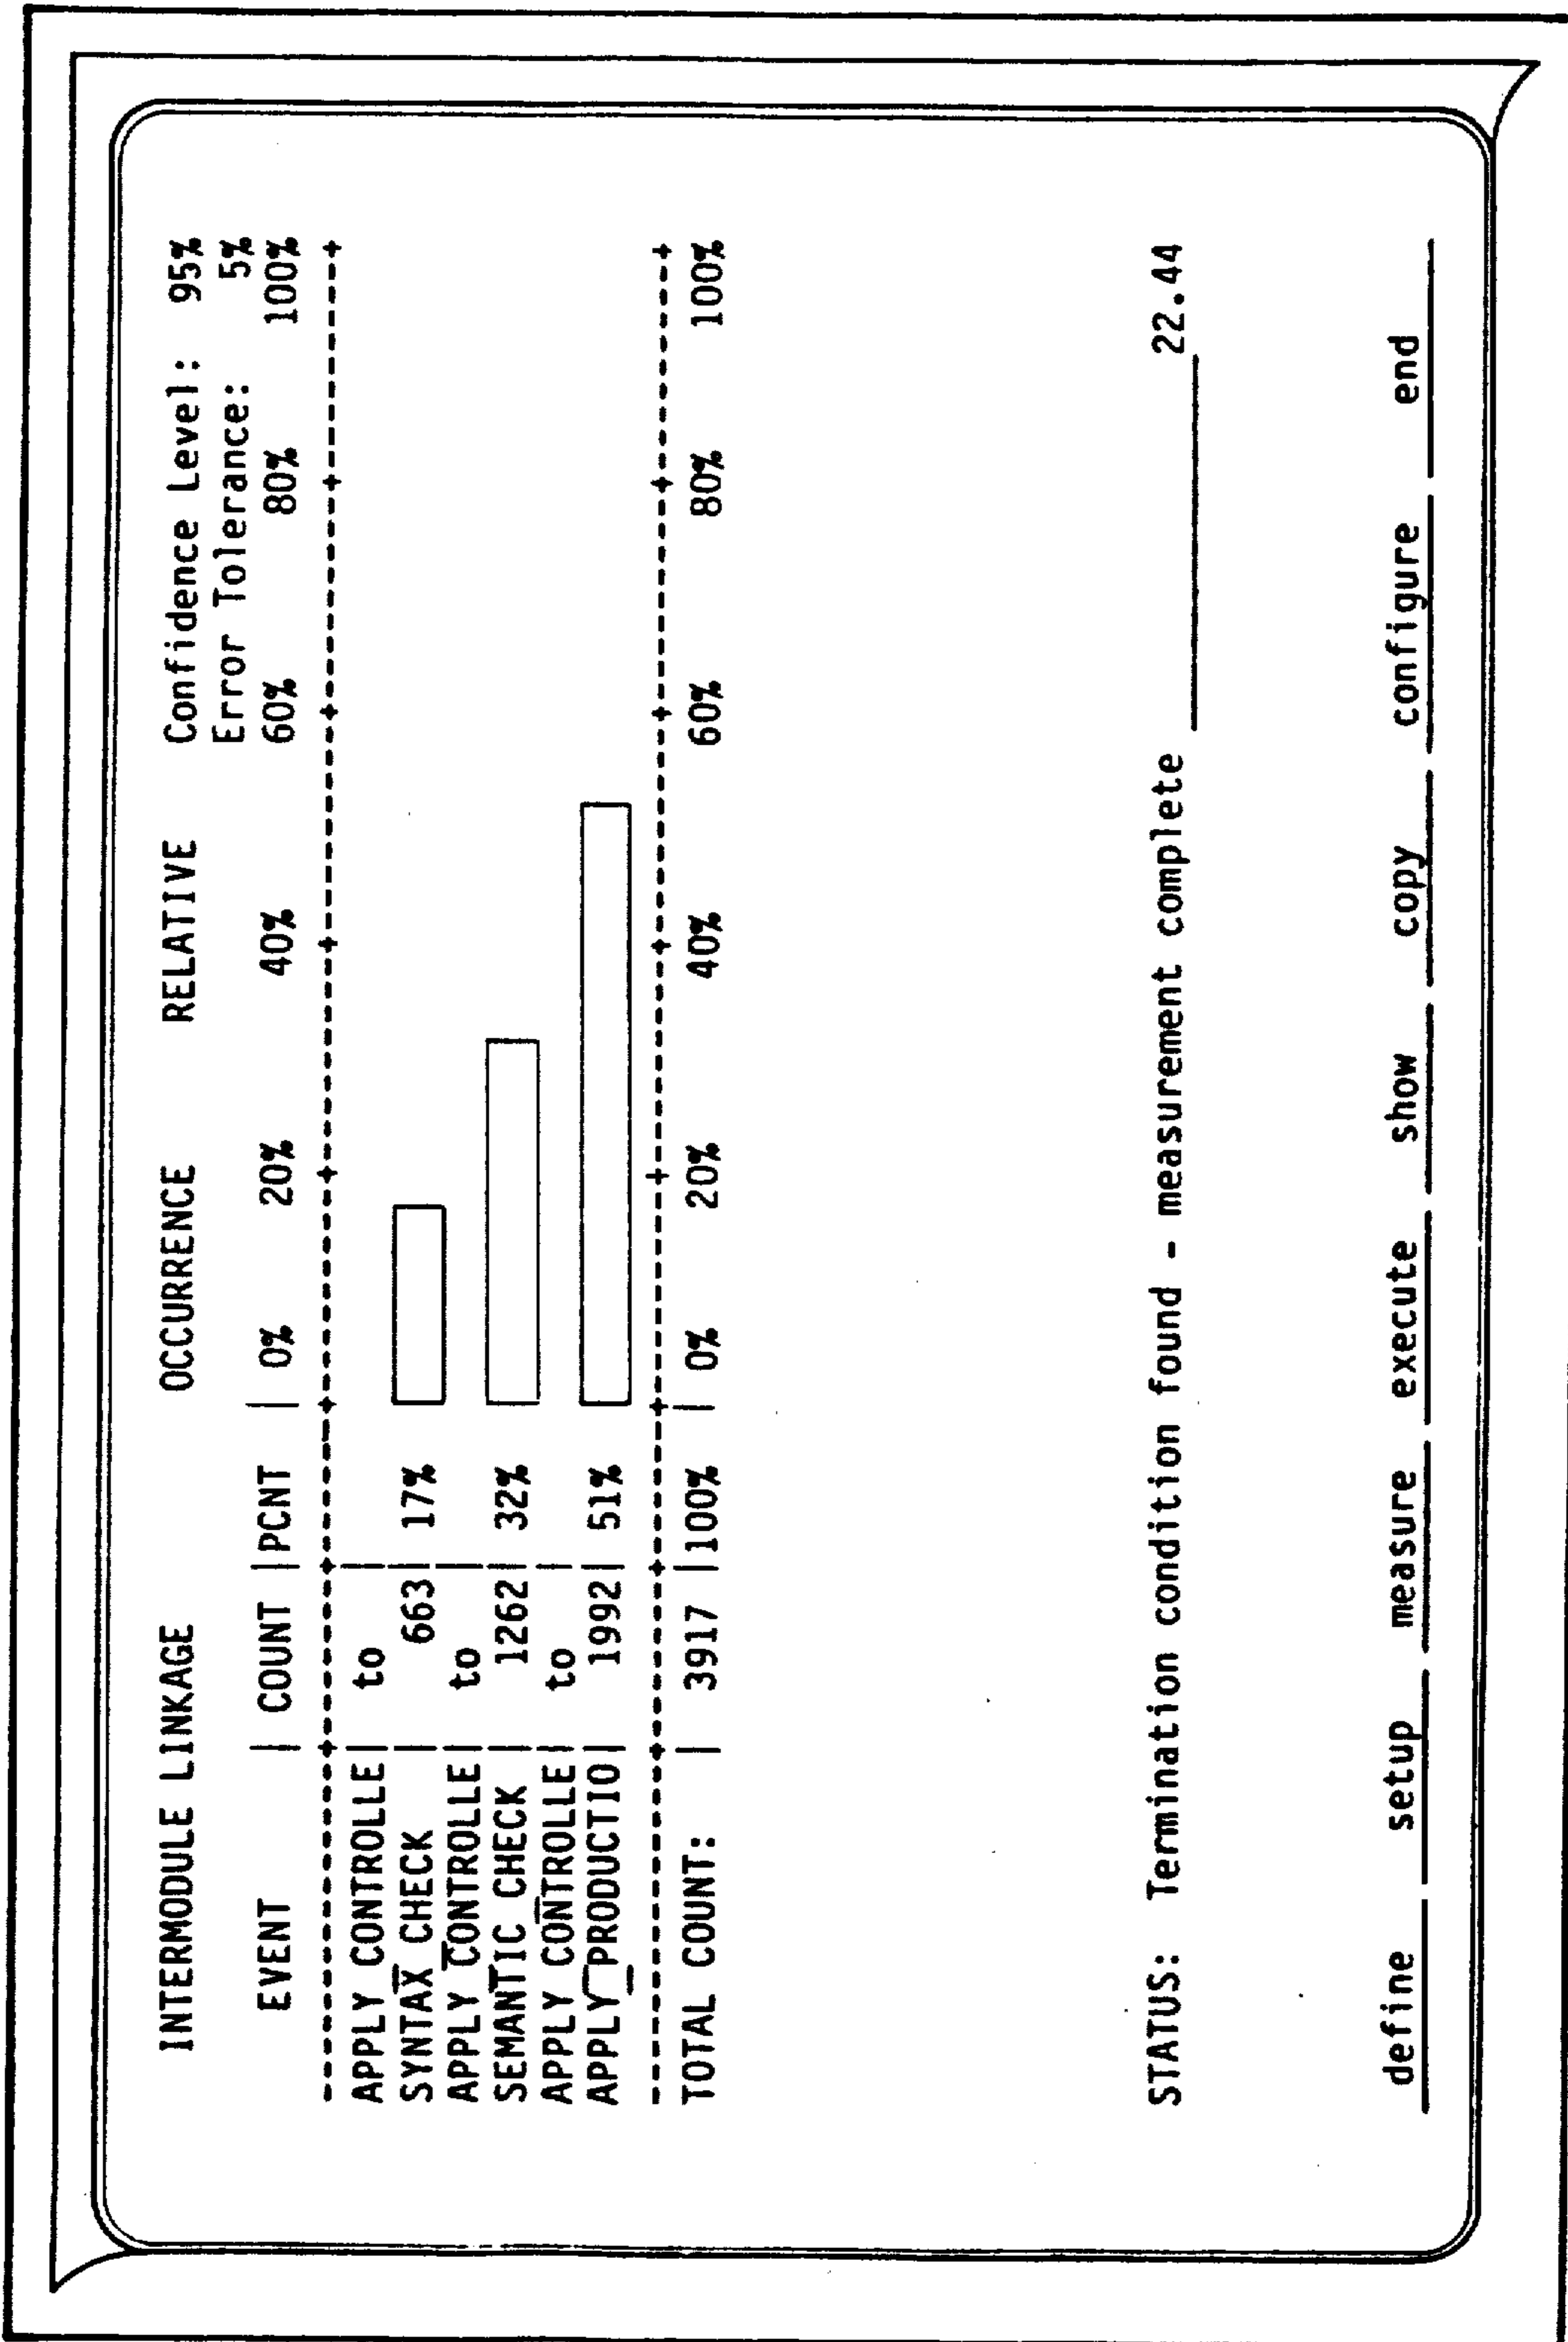 INTERMODULE LINKAGE OCCURRENCE RELATIVE Confidence Level: 95%
Error Tolerance: 5%
EVENT | COUNT |PCNT | 0% 20% 40% 60% 80% 100%
APPLY CONTROLLE| to |
SYNTAX_CHECK | 663| 17%
APPLY_CONTROLLE| to |
SEMANTIC_CHECK | 1262| 32%
APPLY_CONTROLLE| to |
APPLY_PRODUCTIO| 1992| 51%
TOTAL COUNT: | 3917 |100% | 0% 20% 40% 60% 80% 100%
STATUS: Termination condition found - measurement complete 22.44
define setup measure execute show copy configure end